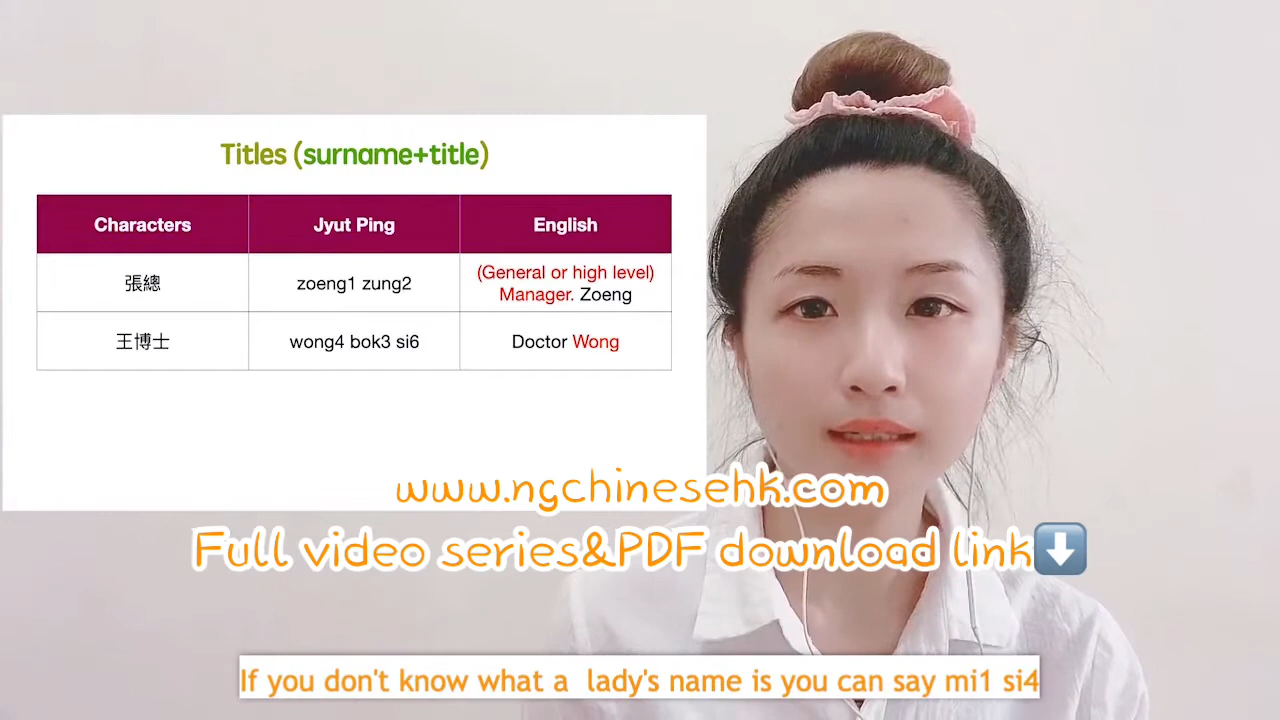 Titles (surname+title)
Characters Jyut Ping English
張總 zoeng1 zung2 (General or high level) Manager. Zoeng
王博士 wong4 bok3 si6 Doctor Wong
www.ngchinesehk.com
Full video series&PDF download link⬇
If you don't know what a lady's name is you can say mi1 si4